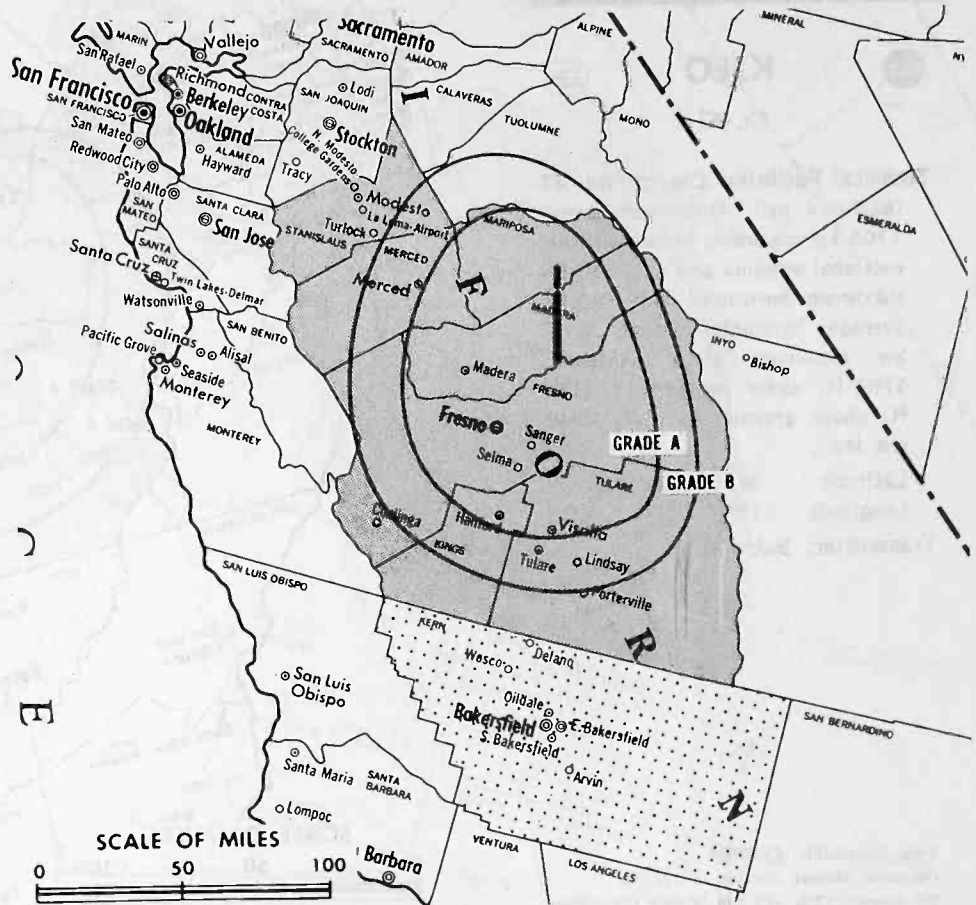 MINERAL
ALPINE
Sacramento
SACRAMENTO
AMADOR
MARIN
Vallejo
San Rafael
San Francisco
SAN FRANCISCO
Richmond
CONTRA COSTA
Berkeley
Oakland
SAN JOAQUIN
Lodi
CALAVERAS
I
Stockton
TUOLUMNE
MONO
San Mateo
ALAMEDA
Hayward
Tracy
N. Modesto
College Gardens
Modesto
La Loma-Airport
Redwood City
Palo Alto
SAN MATEO
SANTA CLARA
San Jose
STANISLAUS
Turlock
MERCED
MARIPOSA
ESMERALDA
SANTA CRUZ
Santa Cruz
Twin Lakes-Delmar
Watsonville
Merced
F
MADERA
SAN BENITO
Salinas
Alisal
Pacific Grove
Seaside
Monterey
INYO
Bishop
Madera
FRESNO
MONTEREY
Fresno
Sanger
Selma
O
GRADE A
TULARE
GRADE B
Coalinga
Hanford
Visalia
KINGS
Tulare
Lindsay
Porterville
SAN LUIS OBISPO
KERN
R
Delano
Wasco
San Luis Obispo
Oildale
Bakersfield
E. Bakersfield
S. Bakersfield
SAN BERNARDINO
E
Arvin
N
Santa Maria
SANTA BARBARA
Lompoc
SCALE OF MILES
0 50 100
Barbara
VENTURA
LOS ANGELES